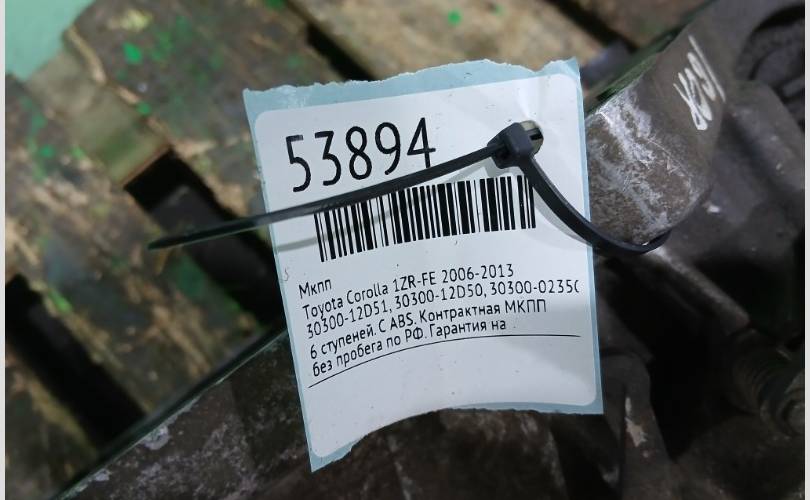 53894
Мкпп
Toyota Corolla 1ZR-FE 2006-2013
30300-12D51, 30300-12D50, 30300-0235(
6 ступеней. С ABS. Контрактная МКПП
без пробега по РФ. Гарантия на